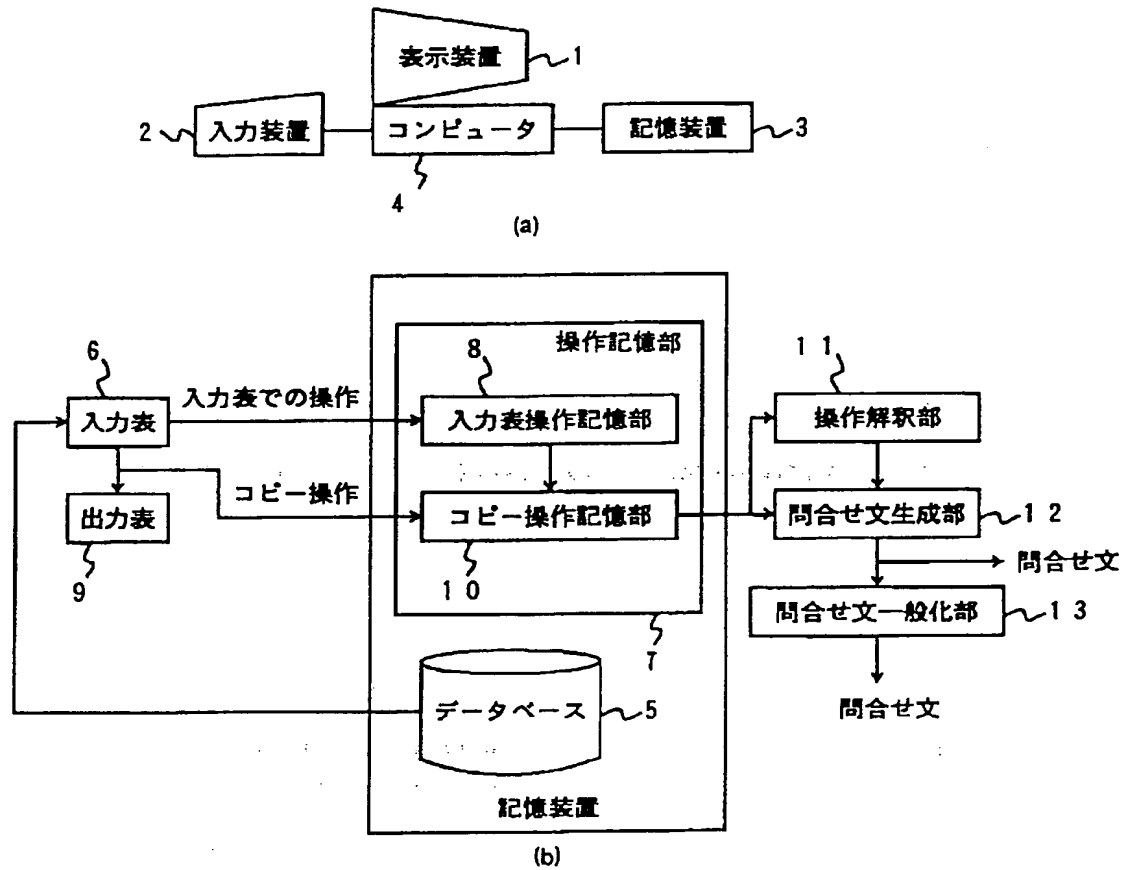 表示装置
1
2
入力装置
コンピュータ
記憶装置
3
4
(a)
操作記憶部
6
8
11
入力表での操作
入力表
入力表操作記憶部
操作解釈部
コピー操作
出力表
コピー操作記憶部
問合せ文生成部
12
9
10
問合せ文
問合せ文一般化部
13
7
データベース
5
問合せ文
記憶装置
(b)